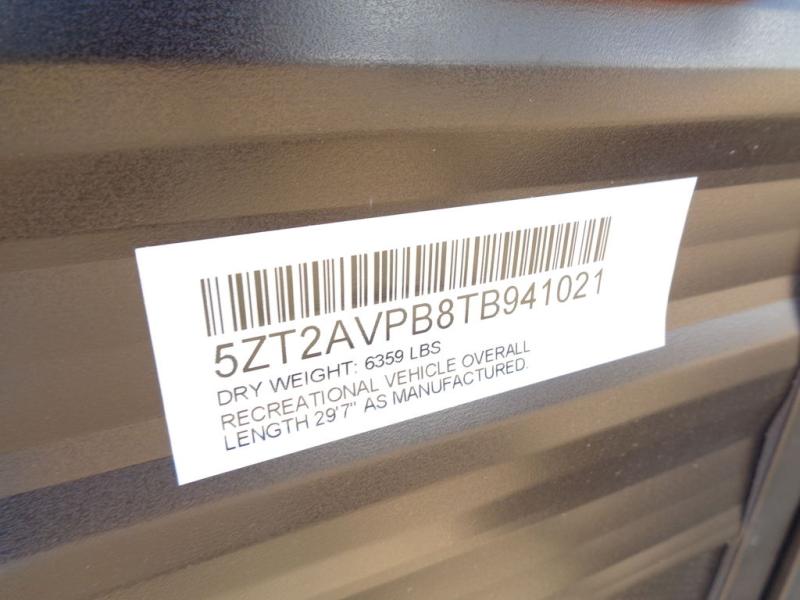 5ZT2AVPB8TB941021
DRY WEIGHT: 6359 LBS
RECREATIONAL VEHICLE OVERALL
LENGTH 29'7" AS MANUFACTURED.